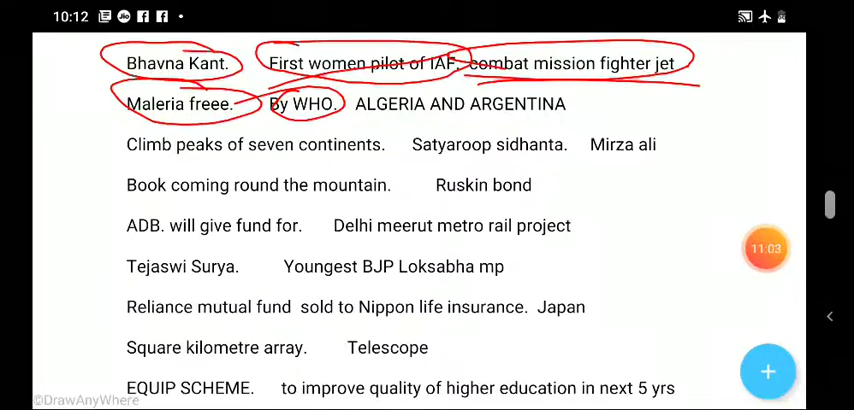 10:12
Bhavna Kant. First women pilot of IAF. combat mission fighter jet
Maleria freee. By WHO. ALGERIA AND ARGENTINA
Climb peaks of seven continents. Satyaroop sidhanta. Mirza ali
Book coming round the mountain. Ruskin bond
ADB. will give fund for. Delhi meerut metro rail project
11:03
Tejaswi Surya. Youngest BJP Loksabha mp
Reliance mutual fund sold to Nippon life insurance. Japan
Square kilometre array. Telescope
EQUIP SCHEME. to improve quality of higher education in next 5 yrs
©DrawAnyWhere